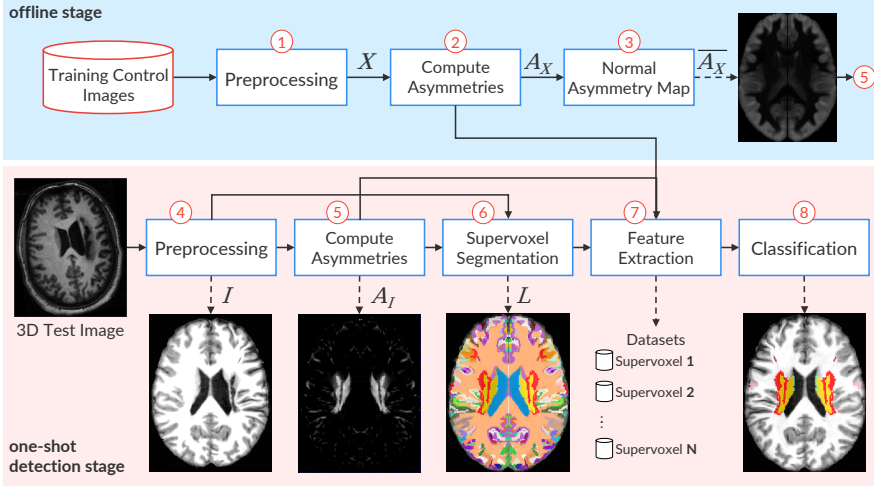 offline stage
1
2
3
Training Control
Images
Preprocessing
X
Compute
Asymmetries
A_X
Normal
Asymmetry Map
\overline{A_X}
5
4
5
6
7
8
Preprocessing
Compute
Asymmetries
Supervoxel
Segmentation
Feature
Extraction
Classification
3D Test Image
I
A_I
L
Datasets
Supervoxel 1
Supervoxel 2
⋮
Supervoxel N
one-shot
detection stage